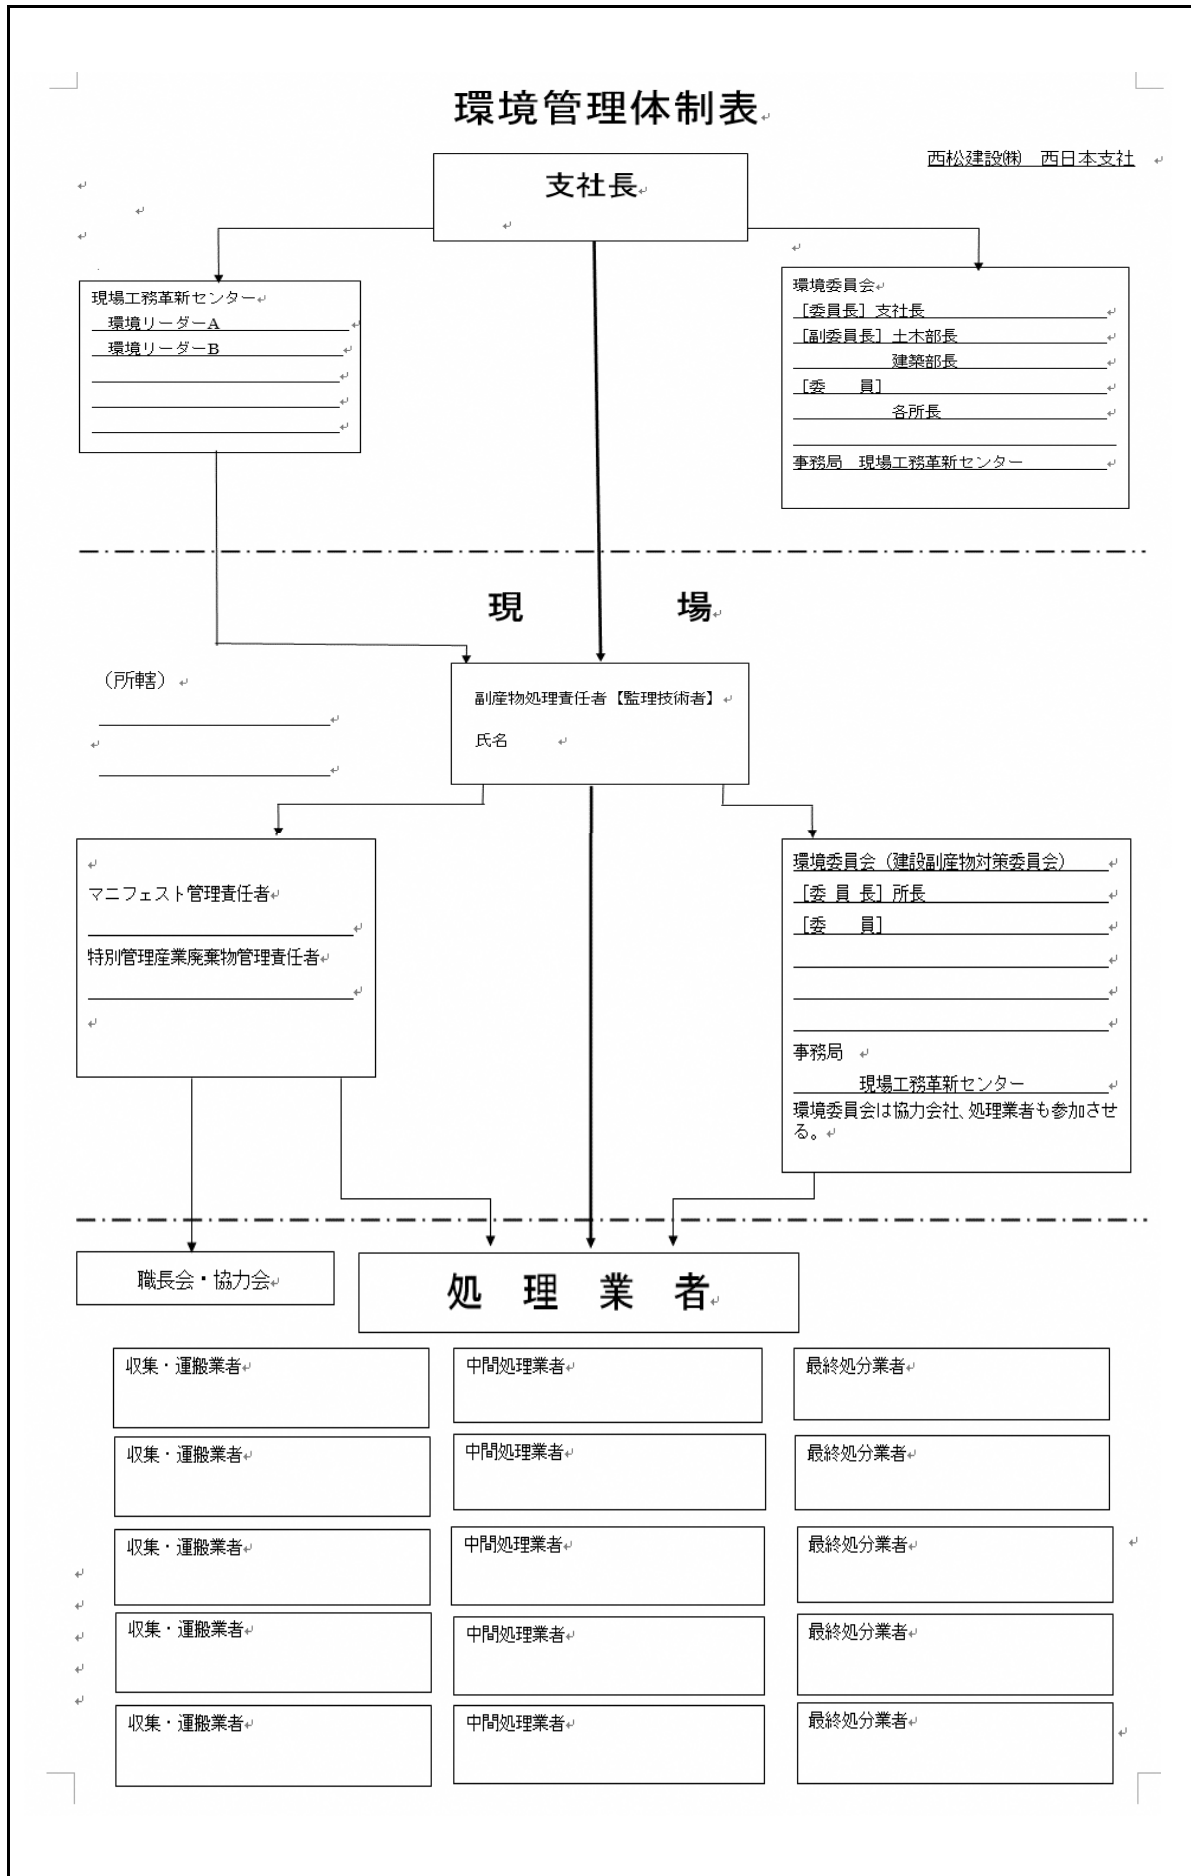 環境管理体制表
西松建設㈱　西日本支社
支社長
現場工務革新センター
環境リーダーA
環境リーダーB
環境委員会
［委員長］支社長
［副委員長］土木部長
建築部長
［委　　員］
各所長
事務局　現場工務革新センター
現　場
（所轄）
副産物処理責任者【監理技術者】
氏名
マニフェスト管理責任者
特別管理産業廃棄物管理責任者
環境委員会（建設副産物対策委員会）
［委 員 長］所長
［委　　員］
事務局
現場工務革新センター
環境委員会は協力会社、処理業者も参加させ
る。
職長会・協力会
処　理　業　者
収集・運搬業者　中間処理業者　最終処分業者
収集・運搬業者　中間処理業者　最終処分業者
収集・運搬業者　中間処理業者　最終処分業者
収集・運搬業者　中間処理業者　最終処分業者
収集・運搬業者　中間処理業者　最終処分業者